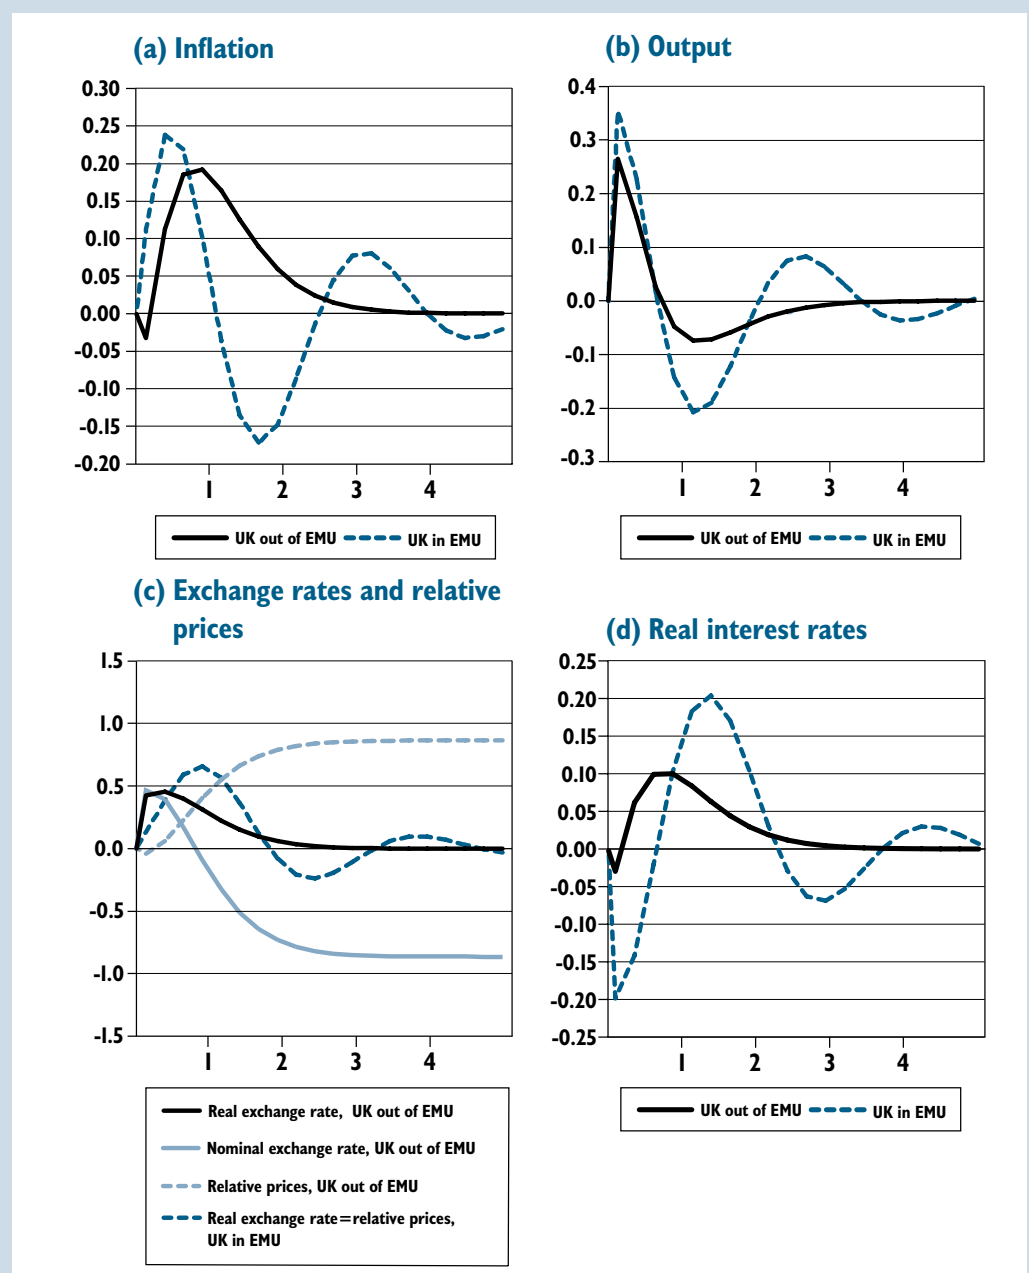 (a) Inflation
0.30
0.25
0.20
0.15
0.10
0.05
0.00
-0.05
-0.10
-0.15
-0.20
1 2 3 4
UK out of EMU UK in EMU
(b) Output
0.4
0.3
0.2
0.1
0.0
-0.1
-0.2
-0.3
1 2 3 4
UK out of EMU UK in EMU
(c) Exchange rates and relative
prices
1.5
1.0
0.5
0.0
-0.5
-1.0
-1.5
1 2 3 4
Real exchange rate, UK out of EMU
Nominal exchange rate, UK out of EMU
Relative prices, UK out of EMU
Real exchange rate=relative prices,
UK in EMU
(d) Real interest rates
0.25
0.20
0.15
0.10
0.05
0.00
-0.05
-0.10
-0.15
-0.20
-0.25
1 2 3 4
UK out of EMU UK in EMU